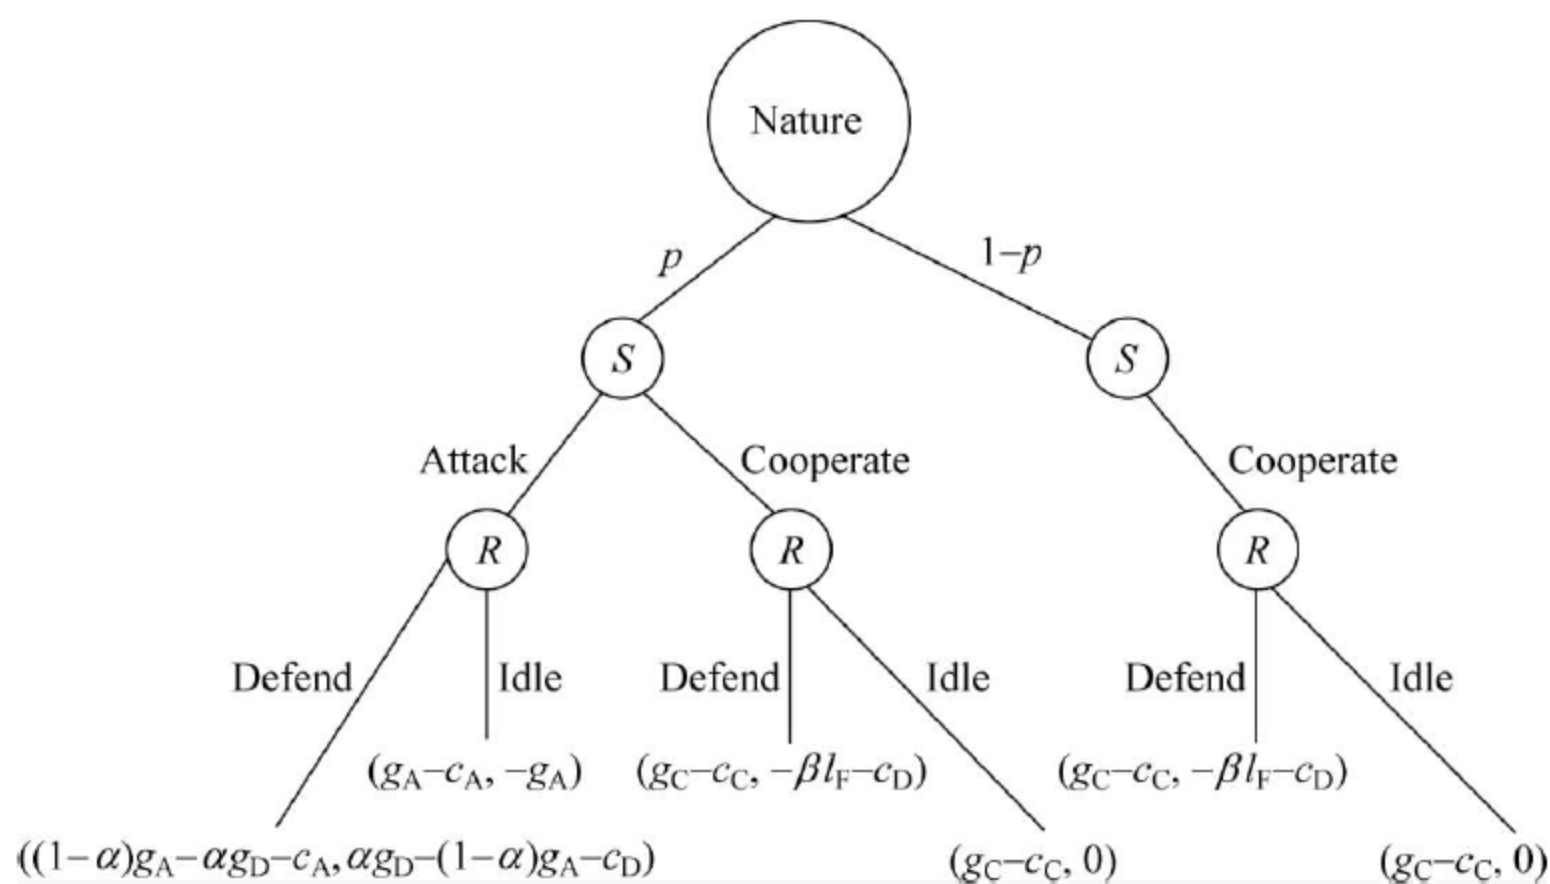 Nature
p
1–p
S
S
Attack
Cooperate
Cooperate
R
R
R
Defend
Idle
Defend
Idle
Defend
Idle
(gA–cA, –gA)
(gC–cC, –βlF–cD)
(gC–cC, –βlF–cD)
((1–α)gA–αgD–cA, αgD–(1–α)gA–cD)
(gC–cC, 0)
(gC–cC, 0)